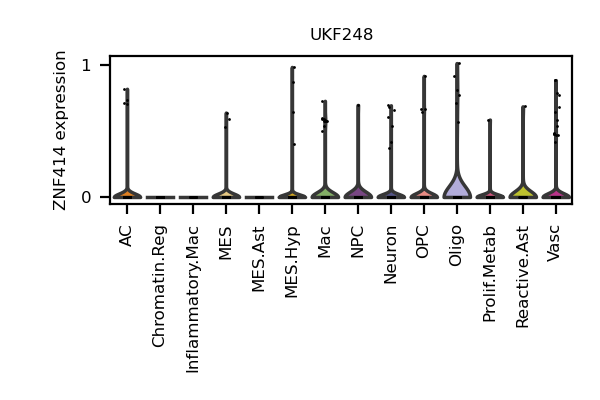 UKF248
ZNF414 expression
1
0
AC
Chromatin.Reg
Inflammatory.Mac
MES
MES.Ast
MES.Hyp
Mac
NPC
Neuron
OPC
Oligo
Prolif.Metab
Reactive.Ast
Vasc